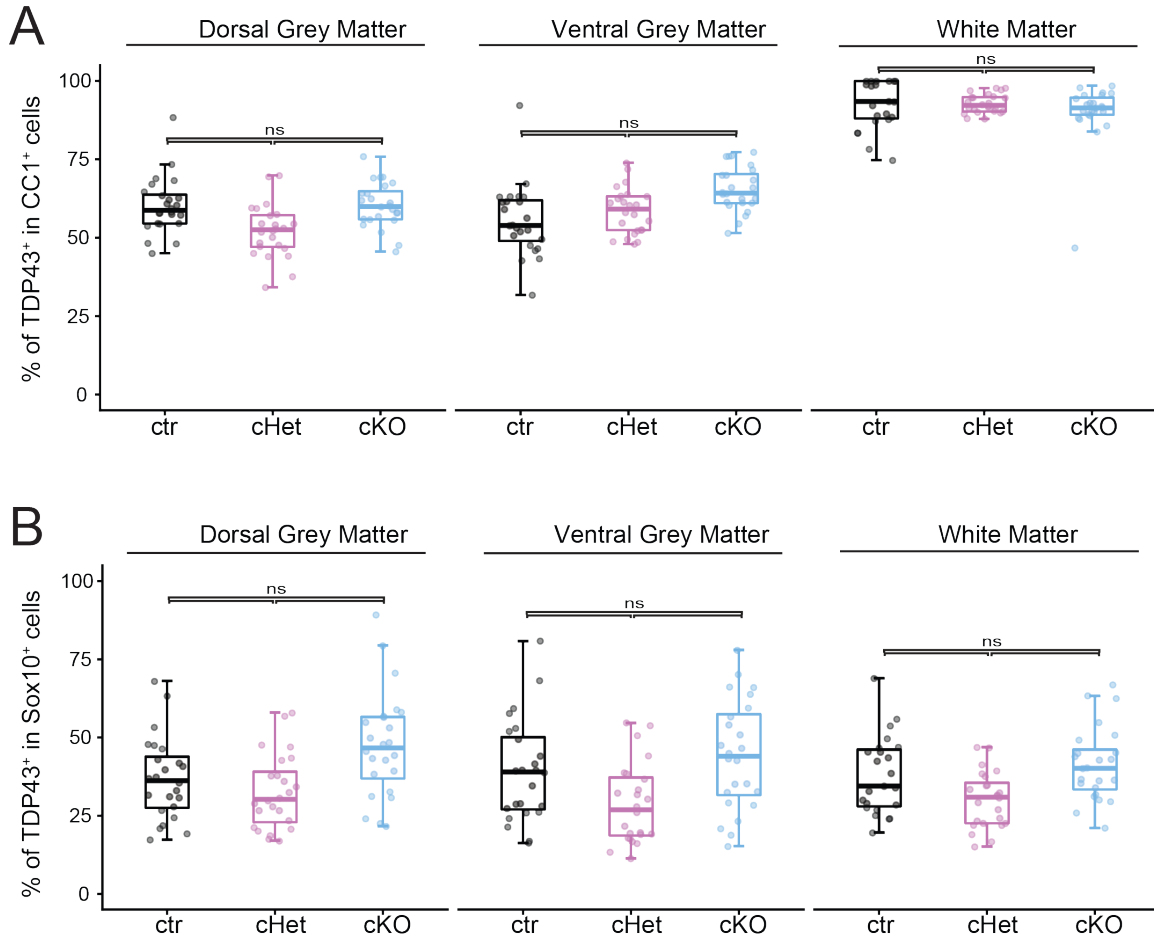 A
Dorsal Grey Matter
Ventral Grey Matter
White Matter
% of TDP43⁺ in CC1⁺ cells
100
75
50
25
0
ns
ns
ns
ctr
cHet
cKO
ctr
cHet
cKO
ctr
cHet
cKO
B
Dorsal Grey Matter
Ventral Grey Matter
White Matter
% of TDP43⁺ in Sox10⁺ cells
100
75
50
25
0
ns
ns
ns
ctr
cHet
cKO
ctr
cHet
cKO
ctr
cHet
cKO